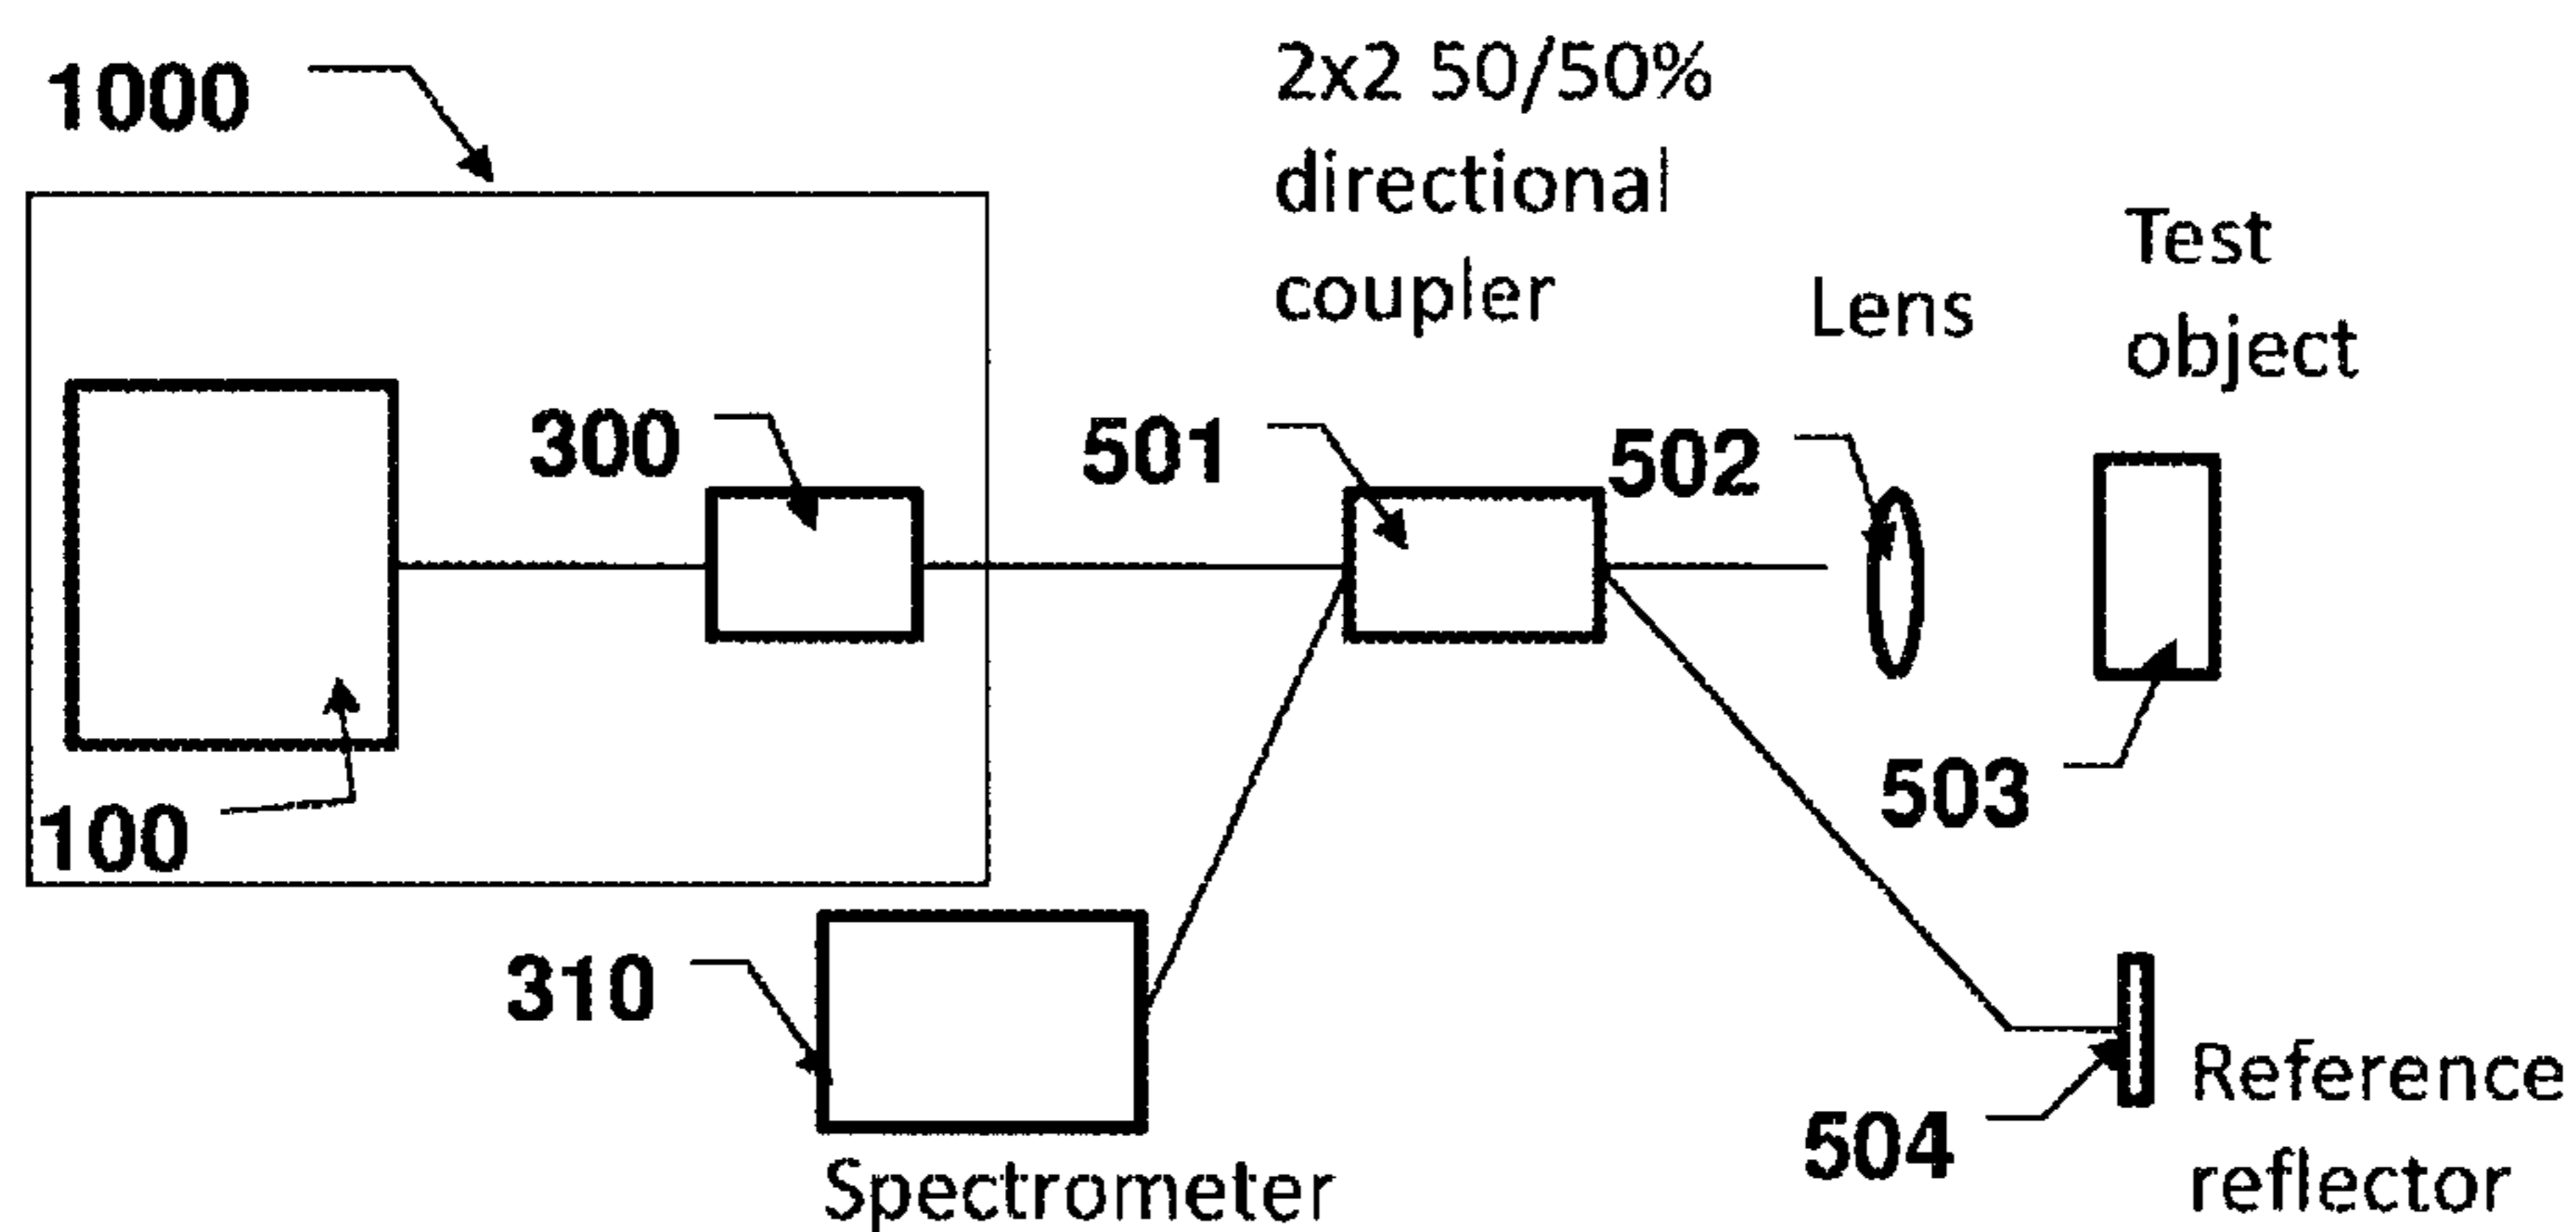 1000
2x2 50/50%
directional
coupler
Lens
Test
object
300
501
502
100
503
310
504
Spectrometer
Reference
reflector